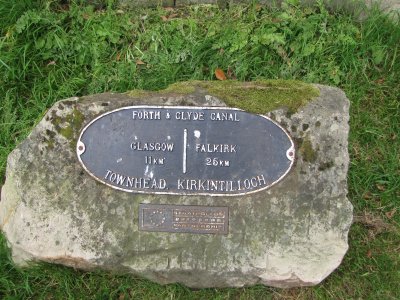 FORTH & CLYDE CANAL
GLASGOW FALKIRK
11KM 26KM
TOWNHEAD, KIRKINTILLOCH